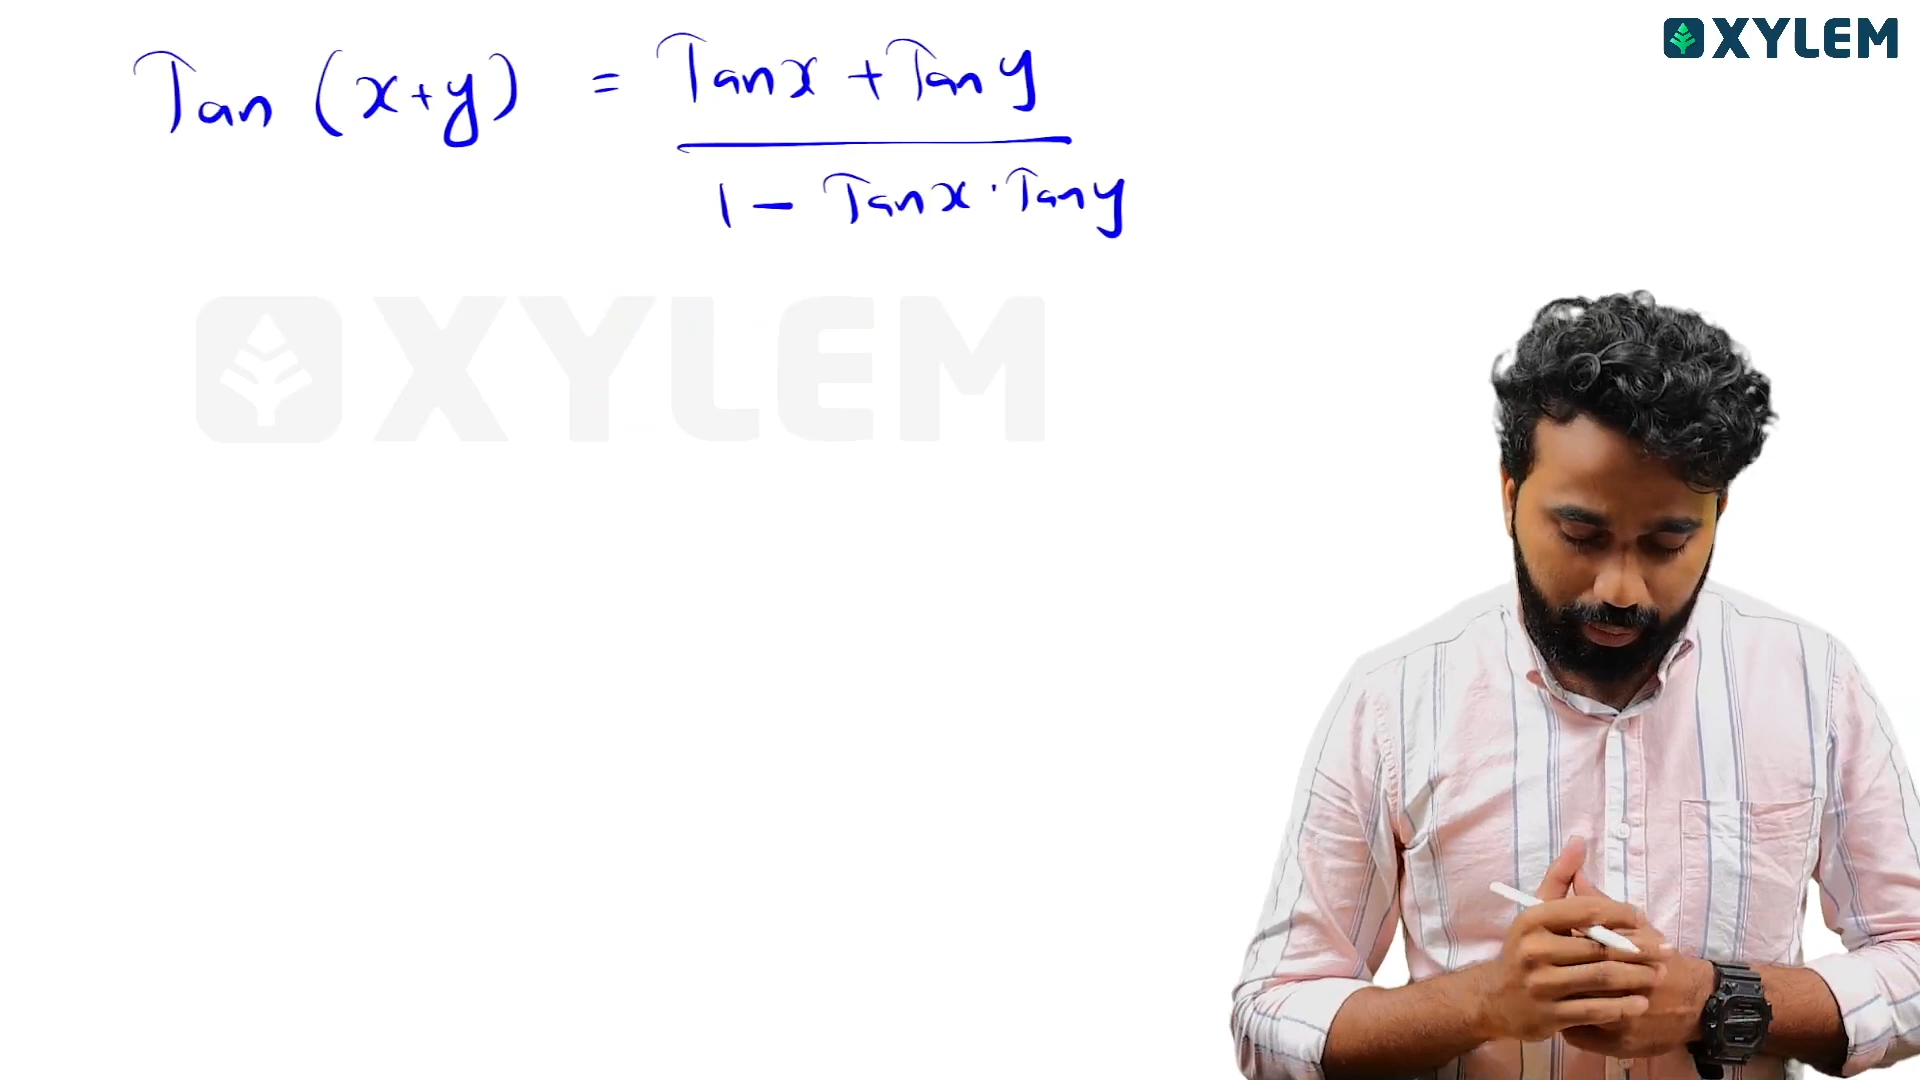 XYLEM
Tan (x+y) = Tanx + Tany
1 - Tanx · Tany
XYLEM